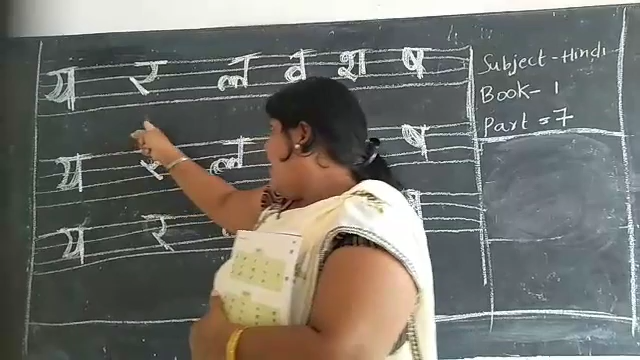 य र ल व श ष
Subject - Hindi
Book - 1
Part = 7
य र ल ष
य र